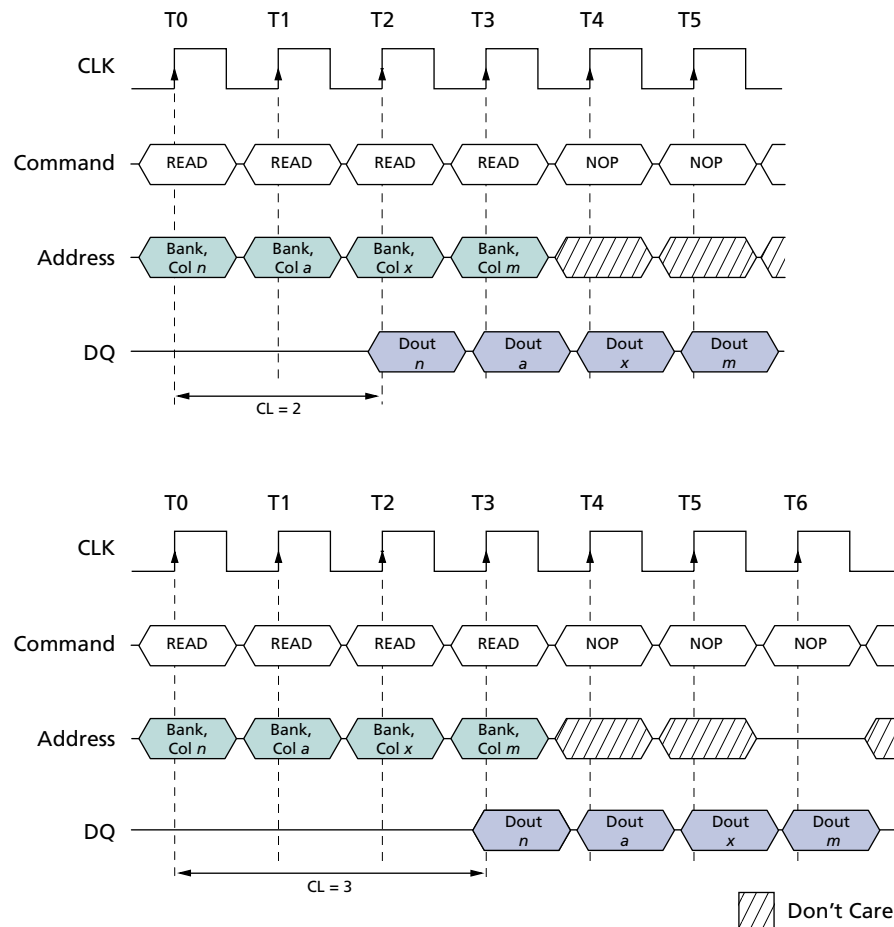 T0 T1 T2 T3 T4 T5
CLK
Command READ READ READ READ NOP NOP
Address Bank, Bank, Bank, Bank,
Col n Col a Col x Col m
DQ Dout Dout Dout Dout
n a x m
CL = 2
T0 T1 T2 T3 T4 T5 T6
CLK
Command READ READ READ READ NOP NOP NOP
Address Bank, Bank, Bank, Bank,
Col n Col a Col x Col m
DQ Dout Dout Dout Dout
n a x m
CL = 3
Don't Care